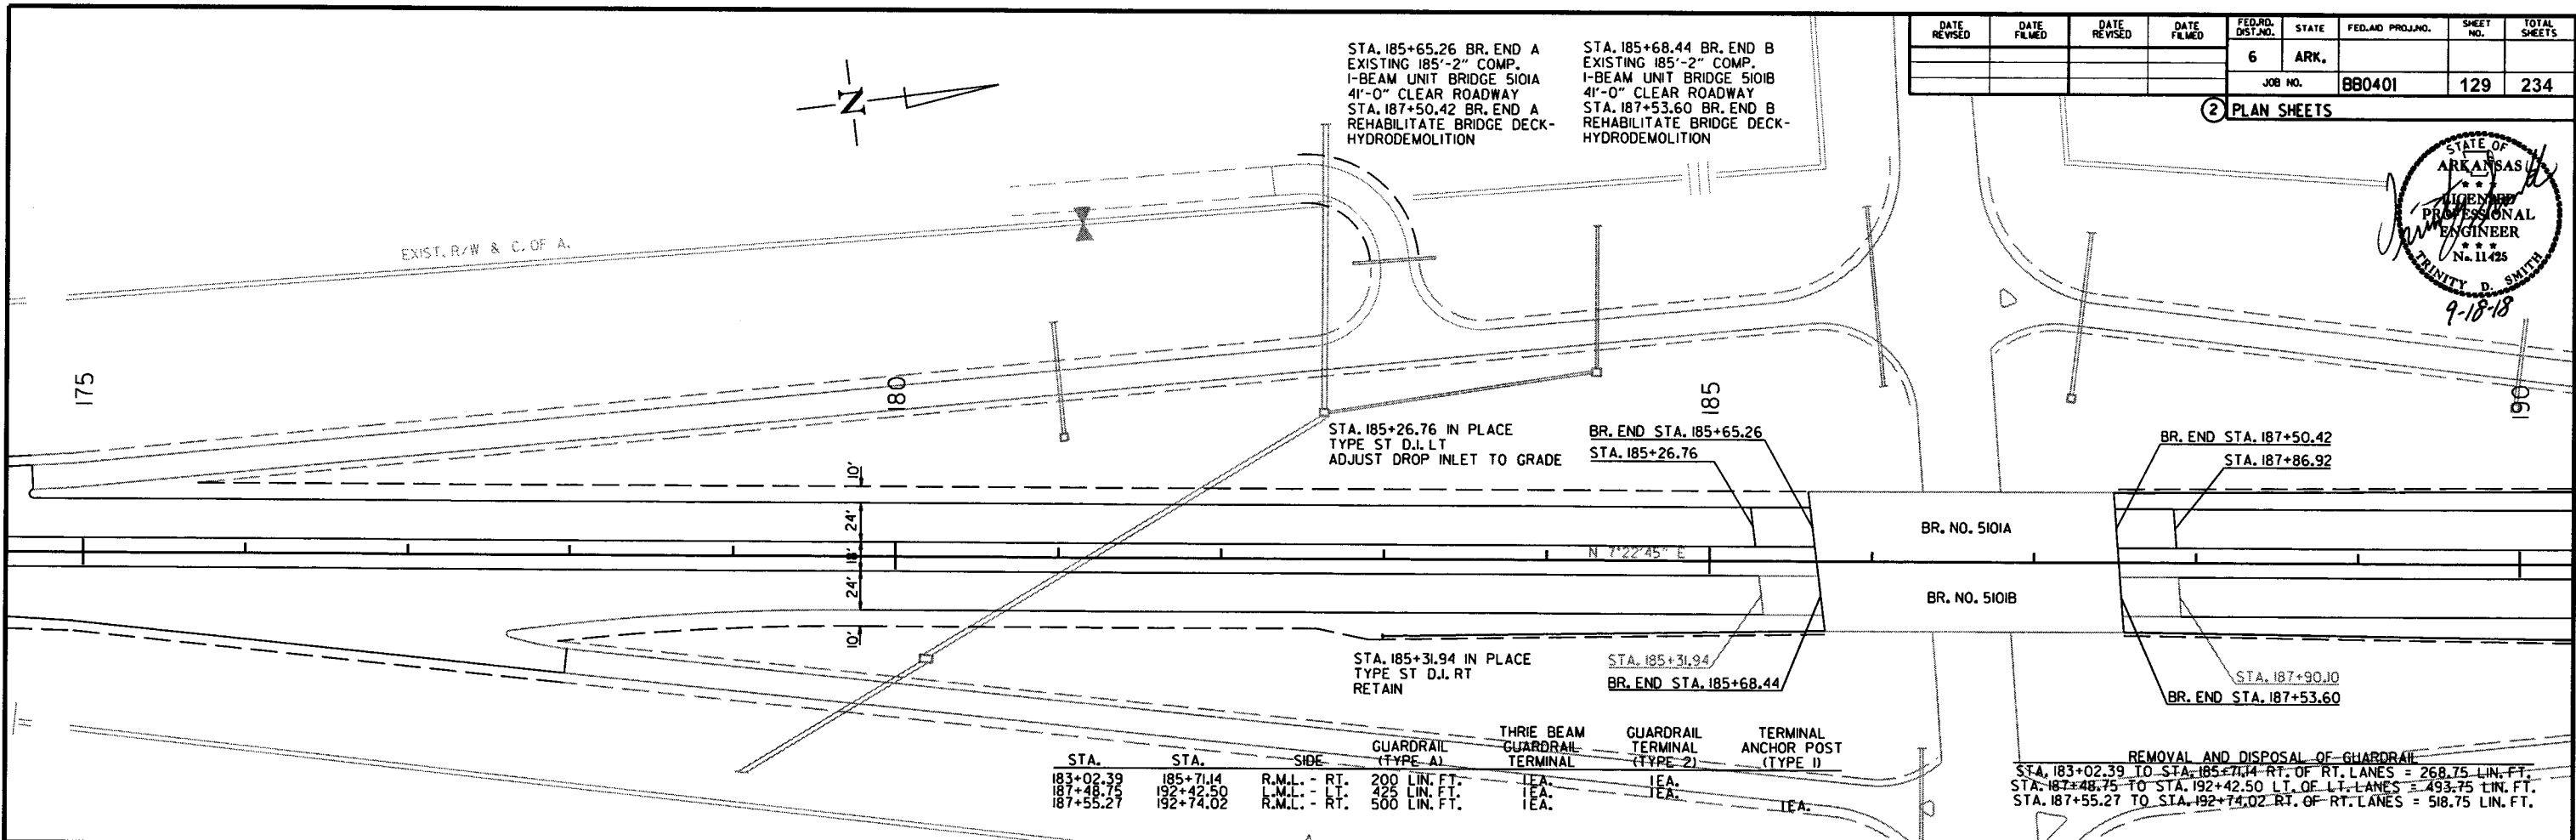 DATE REVISED DATE FILMED DATE REVISED DATE FILMED FED.RD. DIST.NO. STATE FED.AID PROJ.NO. SHEET NO. TOTAL SHEETS
6 ARK.
JOB NO. BB0401 129 234
2 PLAN SHEETS
STA. 185+65.26 BR. END A
EXISTING 185'-2" COMP.
I-BEAM UNIT BRIDGE 5101A
41'-0" CLEAR ROADWAY
STA. 187+50.42 BR. END A
REHABILITATE BRIDGE DECK-
HYDRODEMOLITION
STA. 185+68.44 BR. END B
EXISTING 185'-2" COMP.
I-BEAM UNIT BRIDGE 5101B
41'-0" CLEAR ROADWAY
STA. 187+53.60 BR. END B
REHABILITATE BRIDGE DECK-
HYDRODEMOLITION
N
STATE OF
ARKANSAS
LICENSED
PROFESSIONAL
ENGINEER
No. 11425
TRINITY D. SMITH
9-18-18
EXIST. R/W & C. OF A.
175
180
185
190
STA. 185+26.76 IN PLACE
TYPE ST D.I. LT
ADJUST DROP INLET TO GRADE
BR. END STA. 185+65.26
STA. 185+26.76
BR. END STA. 187+50.42
STA. 187+86.92
10'
24'
18'
24'
10'
N 7°22'45" E
BR. NO. 5101A
BR. NO. 5101B
STA. 185+31.94 IN PLACE
TYPE ST D.I. RT
RETAIN
STA. 185+31.94
BR. END STA. 185+68.44
STA. 187+90.10
BR. END STA. 187+53.60
STA. STA. SIDE GUARDRAIL (TYPE A) THRIE BEAM GUARDRAIL TERMINAL GUARDRAIL TERMINAL (TYPE 2) TERMINAL ANCHOR POST (TYPE 1)
183+02.39 185+71.14 R.M.L. - RT. 200 LIN. FT. 1EA. 1EA.
187+48.75 192+42.50 L.M.L. - LT. 425 LIN. FT. 1EA. 1EA.
187+55.27 192+74.02 R.M.L. - RT. 500 LIN. FT. 1EA. 1EA.
REMOVAL AND DISPOSAL OF GUARDRAIL
STA. 183+02.39 TO STA. 185+71.14 RT. OF RT. LANES = 268.75 LIN. FT.
STA. 187+48.75 TO STA. 192+42.50 LT. OF LT. LANES = 493.75 LIN. FT.
STA. 187+55.27 TO STA. 192+74.02 RT. OF RT. LANES = 518.75 LIN. FT.